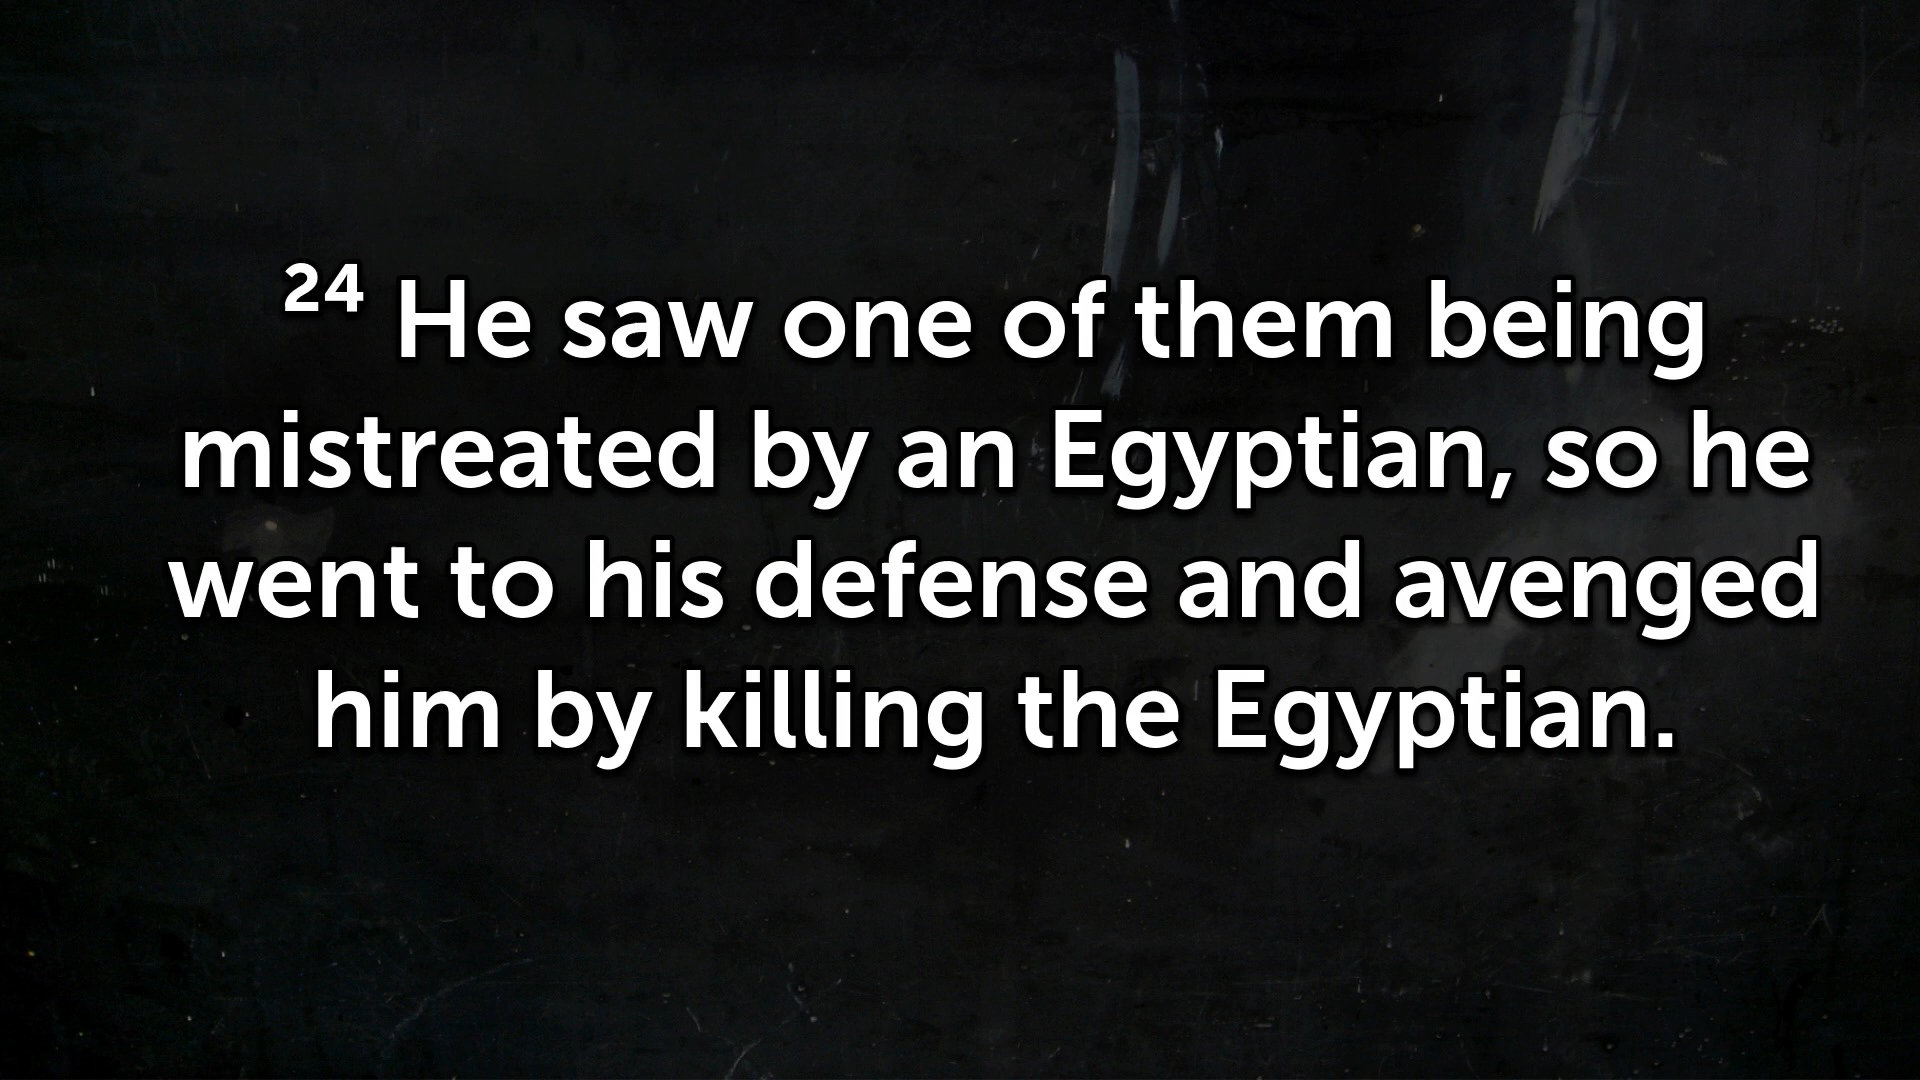 ²⁴ He saw one of them being
mistreated by an Egyptian, so he
went to his defense and avenged
him by killing the Egyptian.